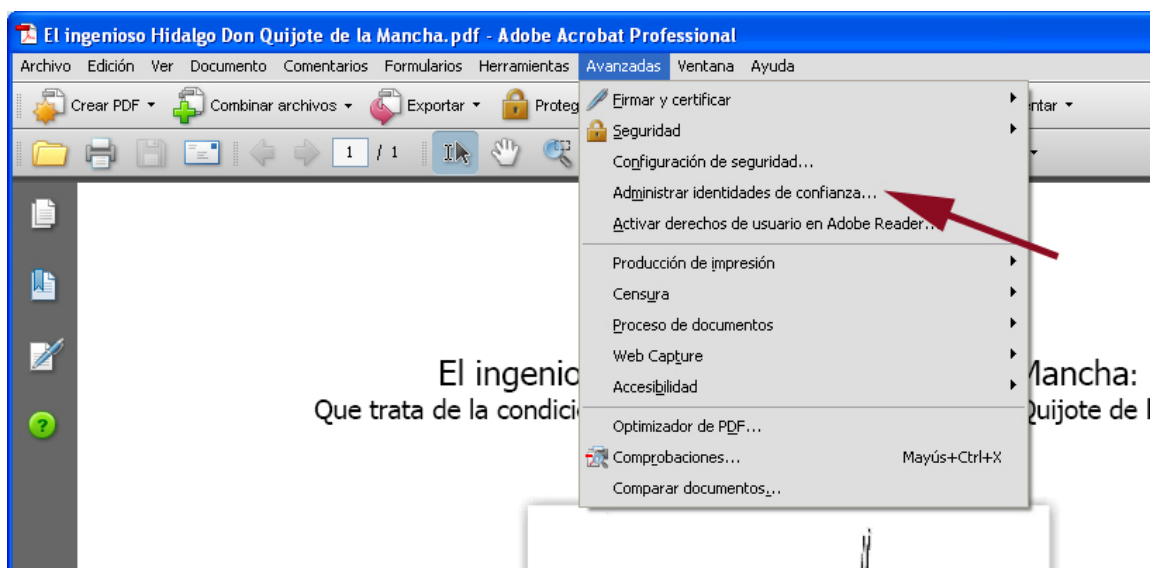 El ingenioso Hidalgo Don Quijote de la Mancha.pdf - Adobe Acrobat Professional
Archivo Edición Ver Documento Comentarios Formularios Herramientas Avanzadas Ventana Ayuda
Crear PDF Combinar archivos Exportar Proteg ntar
1 / 1
Firmar y certificar
Seguridad
Configuración de seguridad...
Administrar identidades de confianza...
Activar derechos de usuario en Adobe Reader...
Producción de impresión
Censura
Proceso de documentos
Web Capture
Accesibilidad
Optimizador de PDF...
Comprobaciones... Mayús+Ctrl+X
Comparar documentos...
El ingenio Mancha:
Que trata de la condici Quijote de l